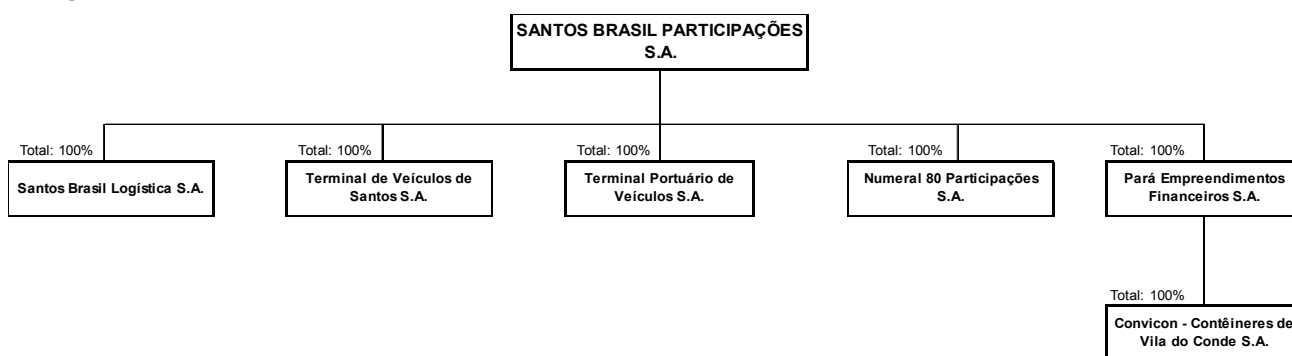 SANTOS BRASIL PARTICIPAÇÕES
S.A.
Total: 100%
Santos Brasil Logística S.A.
Total: 100%
Terminal de Veículos de
Santos S.A.
Total: 100%
Terminal Portuário de
Veículos S.A.
Total: 100%
Numeral 80 Participações
S.A.
Total: 100%
Pará Empreendimentos
Financeiros S.A.
Total: 100%
Convicon - Contêineres de
Vila do Conde S.A.